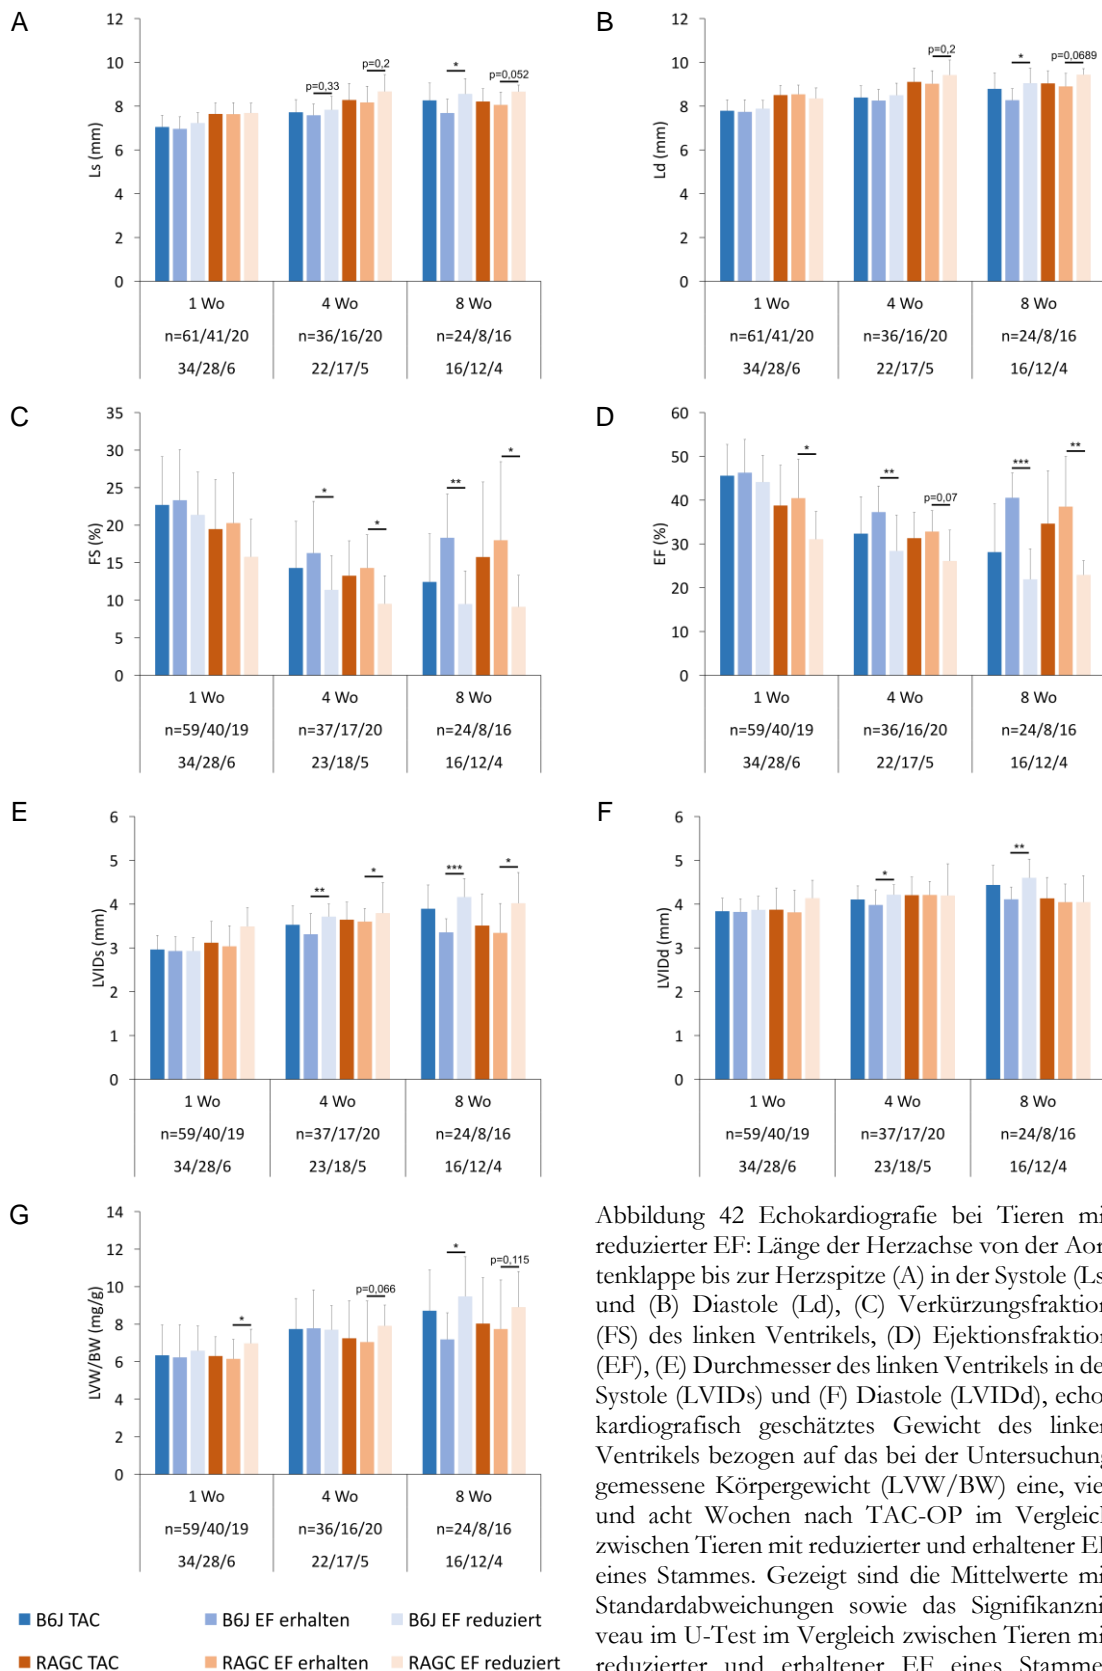 A
12
10
8
6
4
2
0
Ls (mm)
p=0,33
p=0,2
*
p=0,052
1 Wo
4 Wo
8 Wo
n=61/41/20
n=36/16/20
n=24/8/16
34/28/6
22/17/5
16/12/4
B
12
10
8
6
4
2
0
Ld (mm)
p=0,2
*
p=0,0689
1 Wo
4 Wo
8 Wo
n=61/41/20
n=36/16/20
n=24/8/16
34/28/6
22/17/5
16/12/4
C
35
30
25
20
15
10
5
0
FS (%)
*
*
**
*
1 Wo
4 Wo
8 Wo
n=59/40/19
n=37/17/20
n=24/8/16
34/28/6
23/18/5
16/12/4
D
60
50
40
30
20
10
0
EF (%)
*
**
p=0,07
***
**
1 Wo
4 Wo
8 Wo
n=59/40/19
n=36/16/20
n=24/8/16
34/28/6
22/17/5
16/12/4
E
6
5
4
3
2
1
0
LVIDs (mm)
**
*
***
*
1 Wo
4 Wo
8 Wo
n=59/40/19
n=37/17/20
n=24/8/16
34/28/6
23/18/5
16/12/4
F
6
5
4
3
2
1
0
LVIDd (mm)
*
**
1 Wo
4 Wo
8 Wo
n=59/40/19
n=37/17/20
n=24/8/16
34/28/6
23/18/5
16/12/4
G
14
12
10
8
6
4
2
0
LVW/BW (mg/g)
*
p=0,066
*
p=0,115
1 Wo
4 Wo
8 Wo
n=59/40/19
n=36/16/20
n=24/8/16
34/28/6
22/17/5
16/12/4
B6J TAC
B6J EF erhalten
B6J EF reduziert
RAGC TAC
RAGC EF erhalten
RAGC EF reduziert
Abbildung 42 Echokardiografie bei Tieren mi
reduzierter EF: Länge der Herzachse von der Aor
tenklappe bis zur Herzspitze (A) in der Systole (Ls
und (B) Diastole (Ld), (C) Verkürzungsfraktion
(FS) des linken Ventrikels, (D) Ejektionsfraktion
(EF), (E) Durchmesser des linken Ventrikels in de
Systole (LVIDs) und (F) Diastole (LVIDd), echo
kardiografisch geschätztes Gewicht des linken
Ventrikels bezogen auf das bei der Untersuchung
gemessene Körpergewicht (LVW/BW) eine, vie
und acht Wochen nach TAC-OP im Vergleich
zwischen Tieren mit reduzierter und erhaltener EF
eines Stammes. Gezeigt sind die Mittelwerte mi
Standardabweichungen sowie das Signifikanzni
veau im U-Test im Vergleich zwischen Tieren mi
reduzierter und erhaltener EF eines Stammes